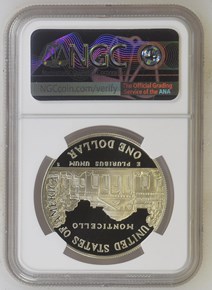 NGC
NGCcoin.com/verify
The Official Grading
Service of the ANA
ONE DOLLAR
E PLURIBUS UNUM
MONTICELLO
UNITED STATES OF